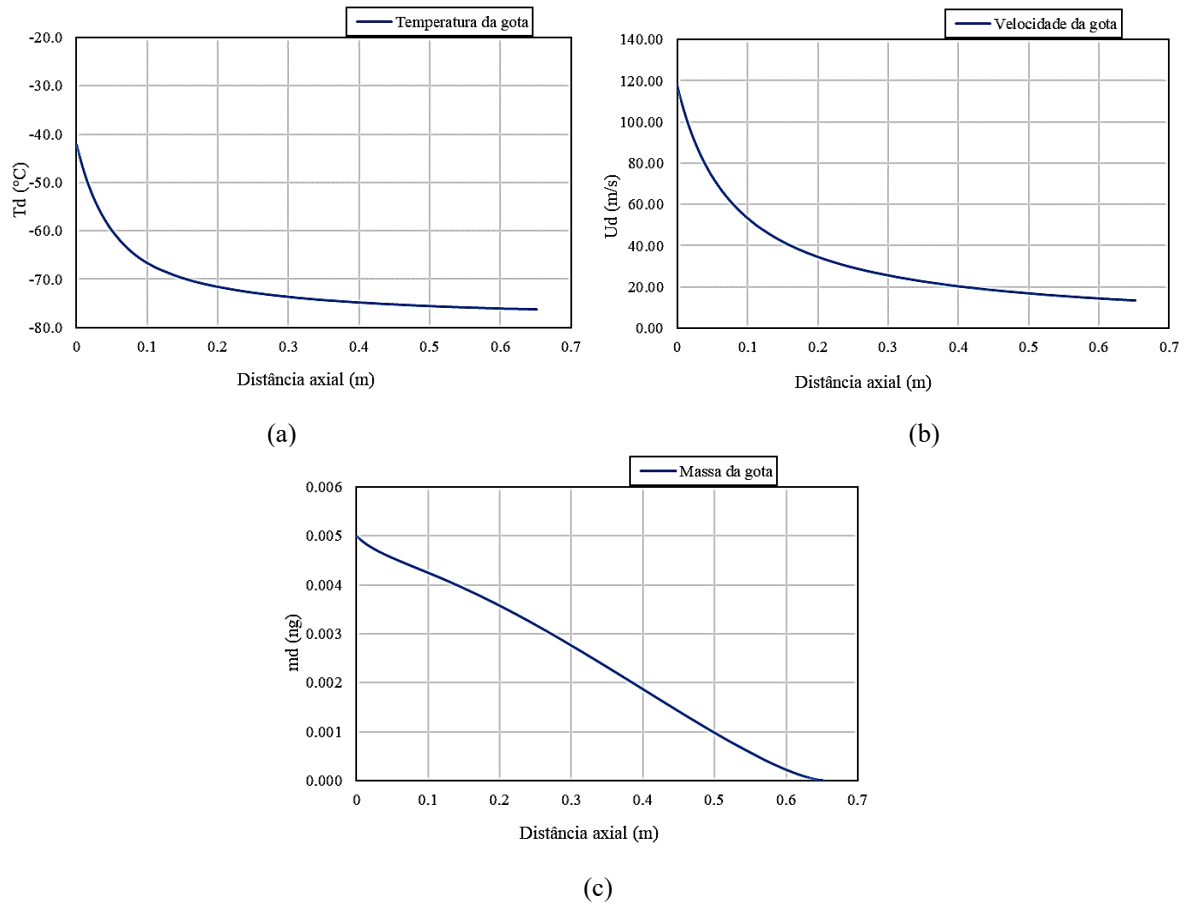 Temperatura da gota
-20.0
-30.0
-40.0
-50.0
-60.0
-70.0
-80.0
Td (°C)
0 0.1 0.2 0.3 0.4 0.5 0.6 0.7
Distância axial (m)
(a)
Velocidade da gota
140.00
120.00
100.00
80.00
60.00
40.00
20.00
0.00
Ud (m/s)
0 0.1 0.2 0.3 0.4 0.5 0.6 0.7
Distância axial (m)
(b)
Massa da gota
0.006
0.005
0.004
0.003
0.002
0.001
0.000
md (ng)
0 0.1 0.2 0.3 0.4 0.5 0.6 0.7
Distância axial (m)
(c)